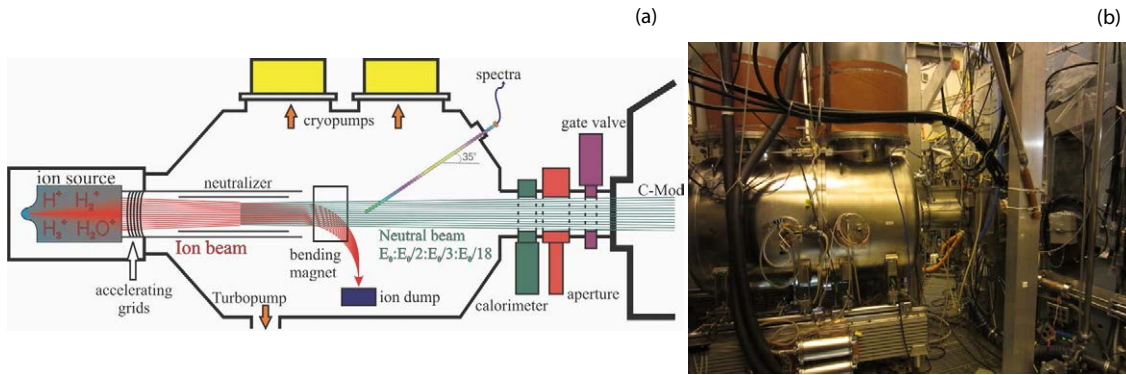 (a)
(b)
spectra
cryopumps
35°
gate valve
ion source
H⁺ H₂⁺
H₃⁺ H₂O⁺
neutralizer
C-Mod
Ion beam
bending
magnet
Neutral beam
E₀:E₀/2:E₀/3:E₀/18
accelerating
grids
Turbopump
ion dump
calorimeter
aperture